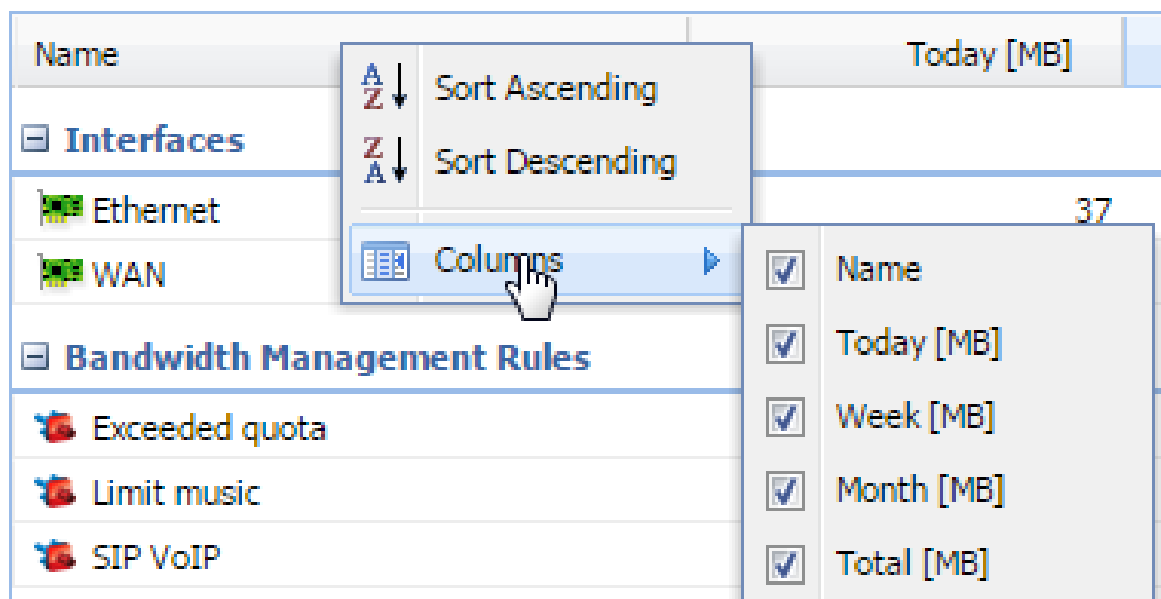 Name
Today [MB]
Sort Ascending
Sort Descending
Columns
Interfaces
Ethernet
37
WAN
Bandwidth Management Rules
Exceeded quota
Limit music
SIP VoIP
Name
Today [MB]
Week [MB]
Month [MB]
Total [MB]